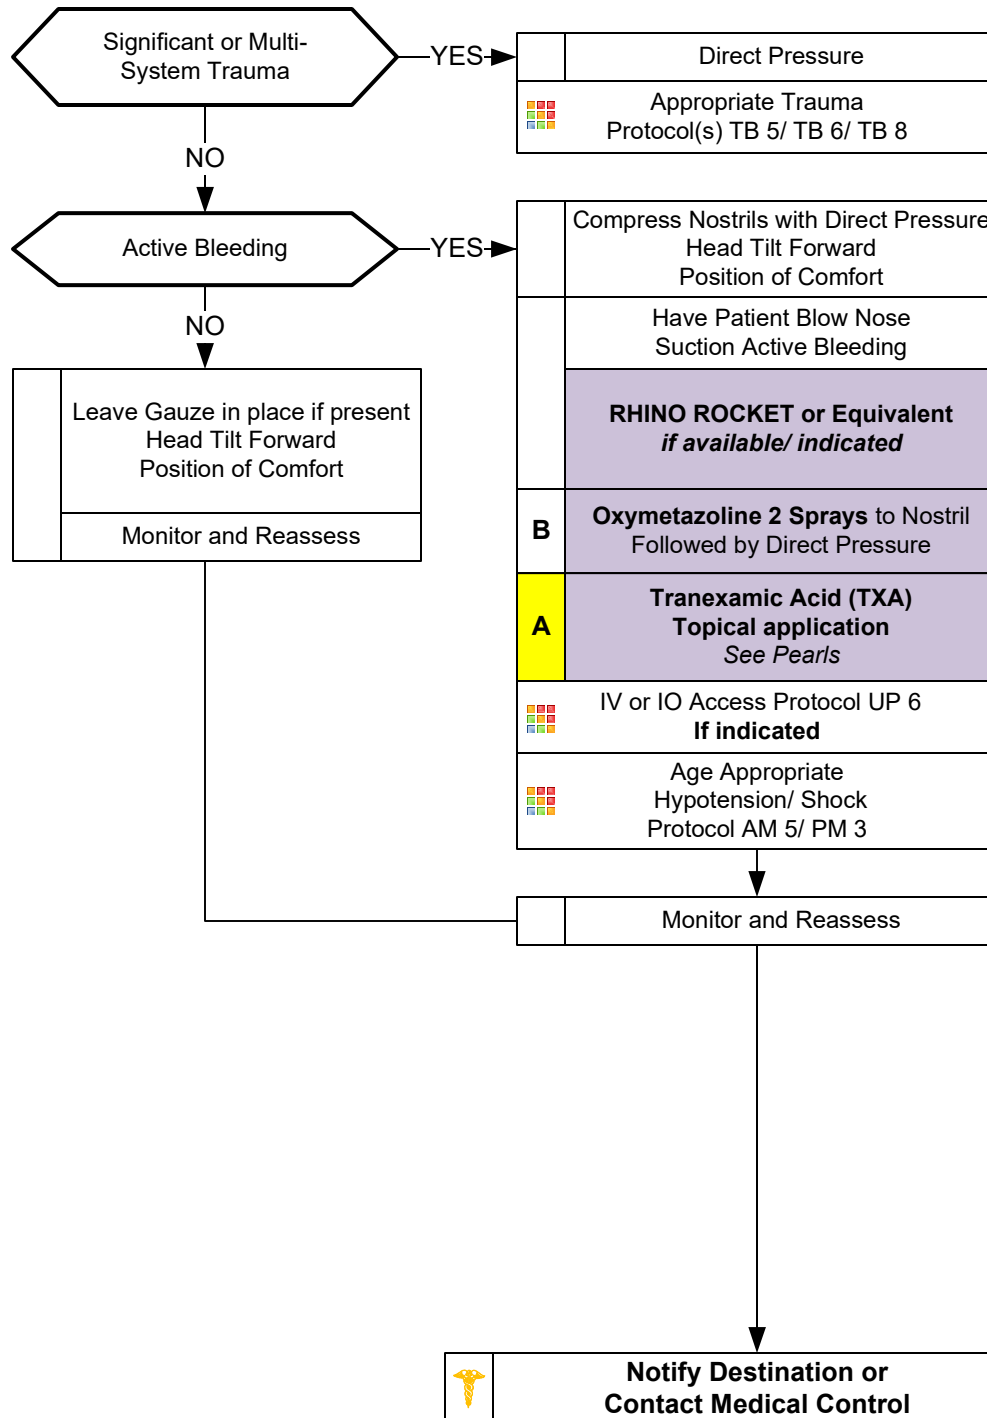 Significant or Multi-
System Trauma
YES
Direct Pressure
Appropriate Trauma
Protocol(s) TB 5/ TB 6/ TB 8
NO
Active Bleeding
YES
Compress Nostrils with Direct Pressure
Head Tilt Forward
Position of Comfort
Have Patient Blow Nose
Suction Active Bleeding
RHINO ROCKET or Equivalent
if available/ indicated
B
Oxymetazoline 2 Sprays to Nostril
Followed by Direct Pressure
A
Tranexamic Acid (TXA)
Topical application
See Pearls
IV or IO Access Protocol UP 6
If indicated
Age Appropriate
Hypotension/ Shock
Protocol AM 5/ PM 3
NO
Leave Gauze in place if present
Head Tilt Forward
Position of Comfort
Monitor and Reassess
Monitor and Reassess
Notify Destination or
Contact Medical Control